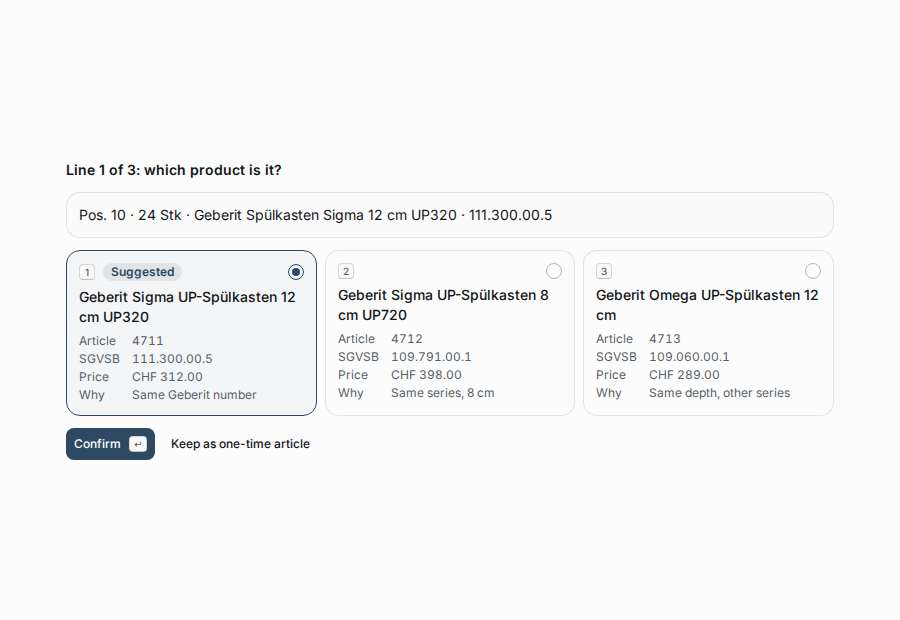 Line 1 of 3: which product is it?
Pos. 10 · 24 Stk · Geberit Spülkasten Sigma 12 cm UP320 · 111.300.00.5
1 Suggested
Geberit Sigma UP-Spülkasten 12
cm UP320
Article 4711
SGVSB 111.300.00.5
Price CHF 312.00
Why Same Geberit number
2
Geberit Sigma UP-Spülkasten 8
cm UP720
Article 4712
SGVSB 109.791.00.1
Price CHF 398.00
Why Same series, 8 cm
3
Geberit Omega UP-Spülkasten 12
cm
Article 4713
SGVSB 109.060.00.1
Price CHF 289.00
Why Same depth, other series
Confirm ↵
Keep as one-time article